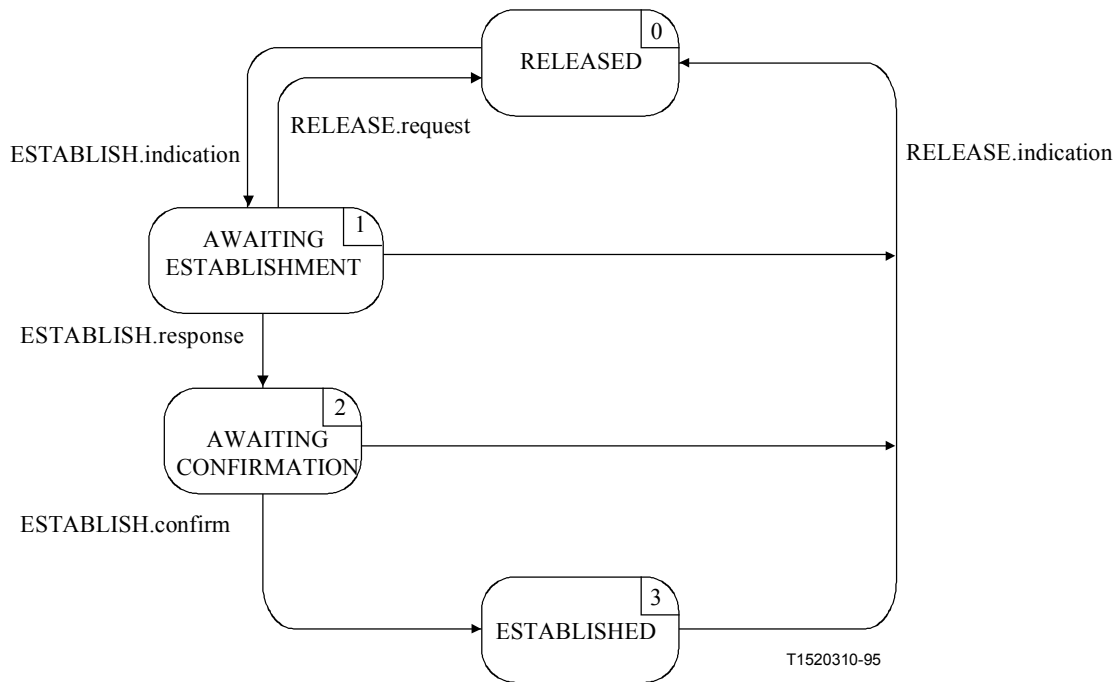 0
RELEASED
RELEASE.request
ESTABLISH.indication
RELEASE.indication
1
AWAITING
ESTABLISHMENT
ESTABLISH.response
2
AWAITING
CONFIRMATION
ESTABLISH.confirm
3
ESTABLISHED
T1520310-95